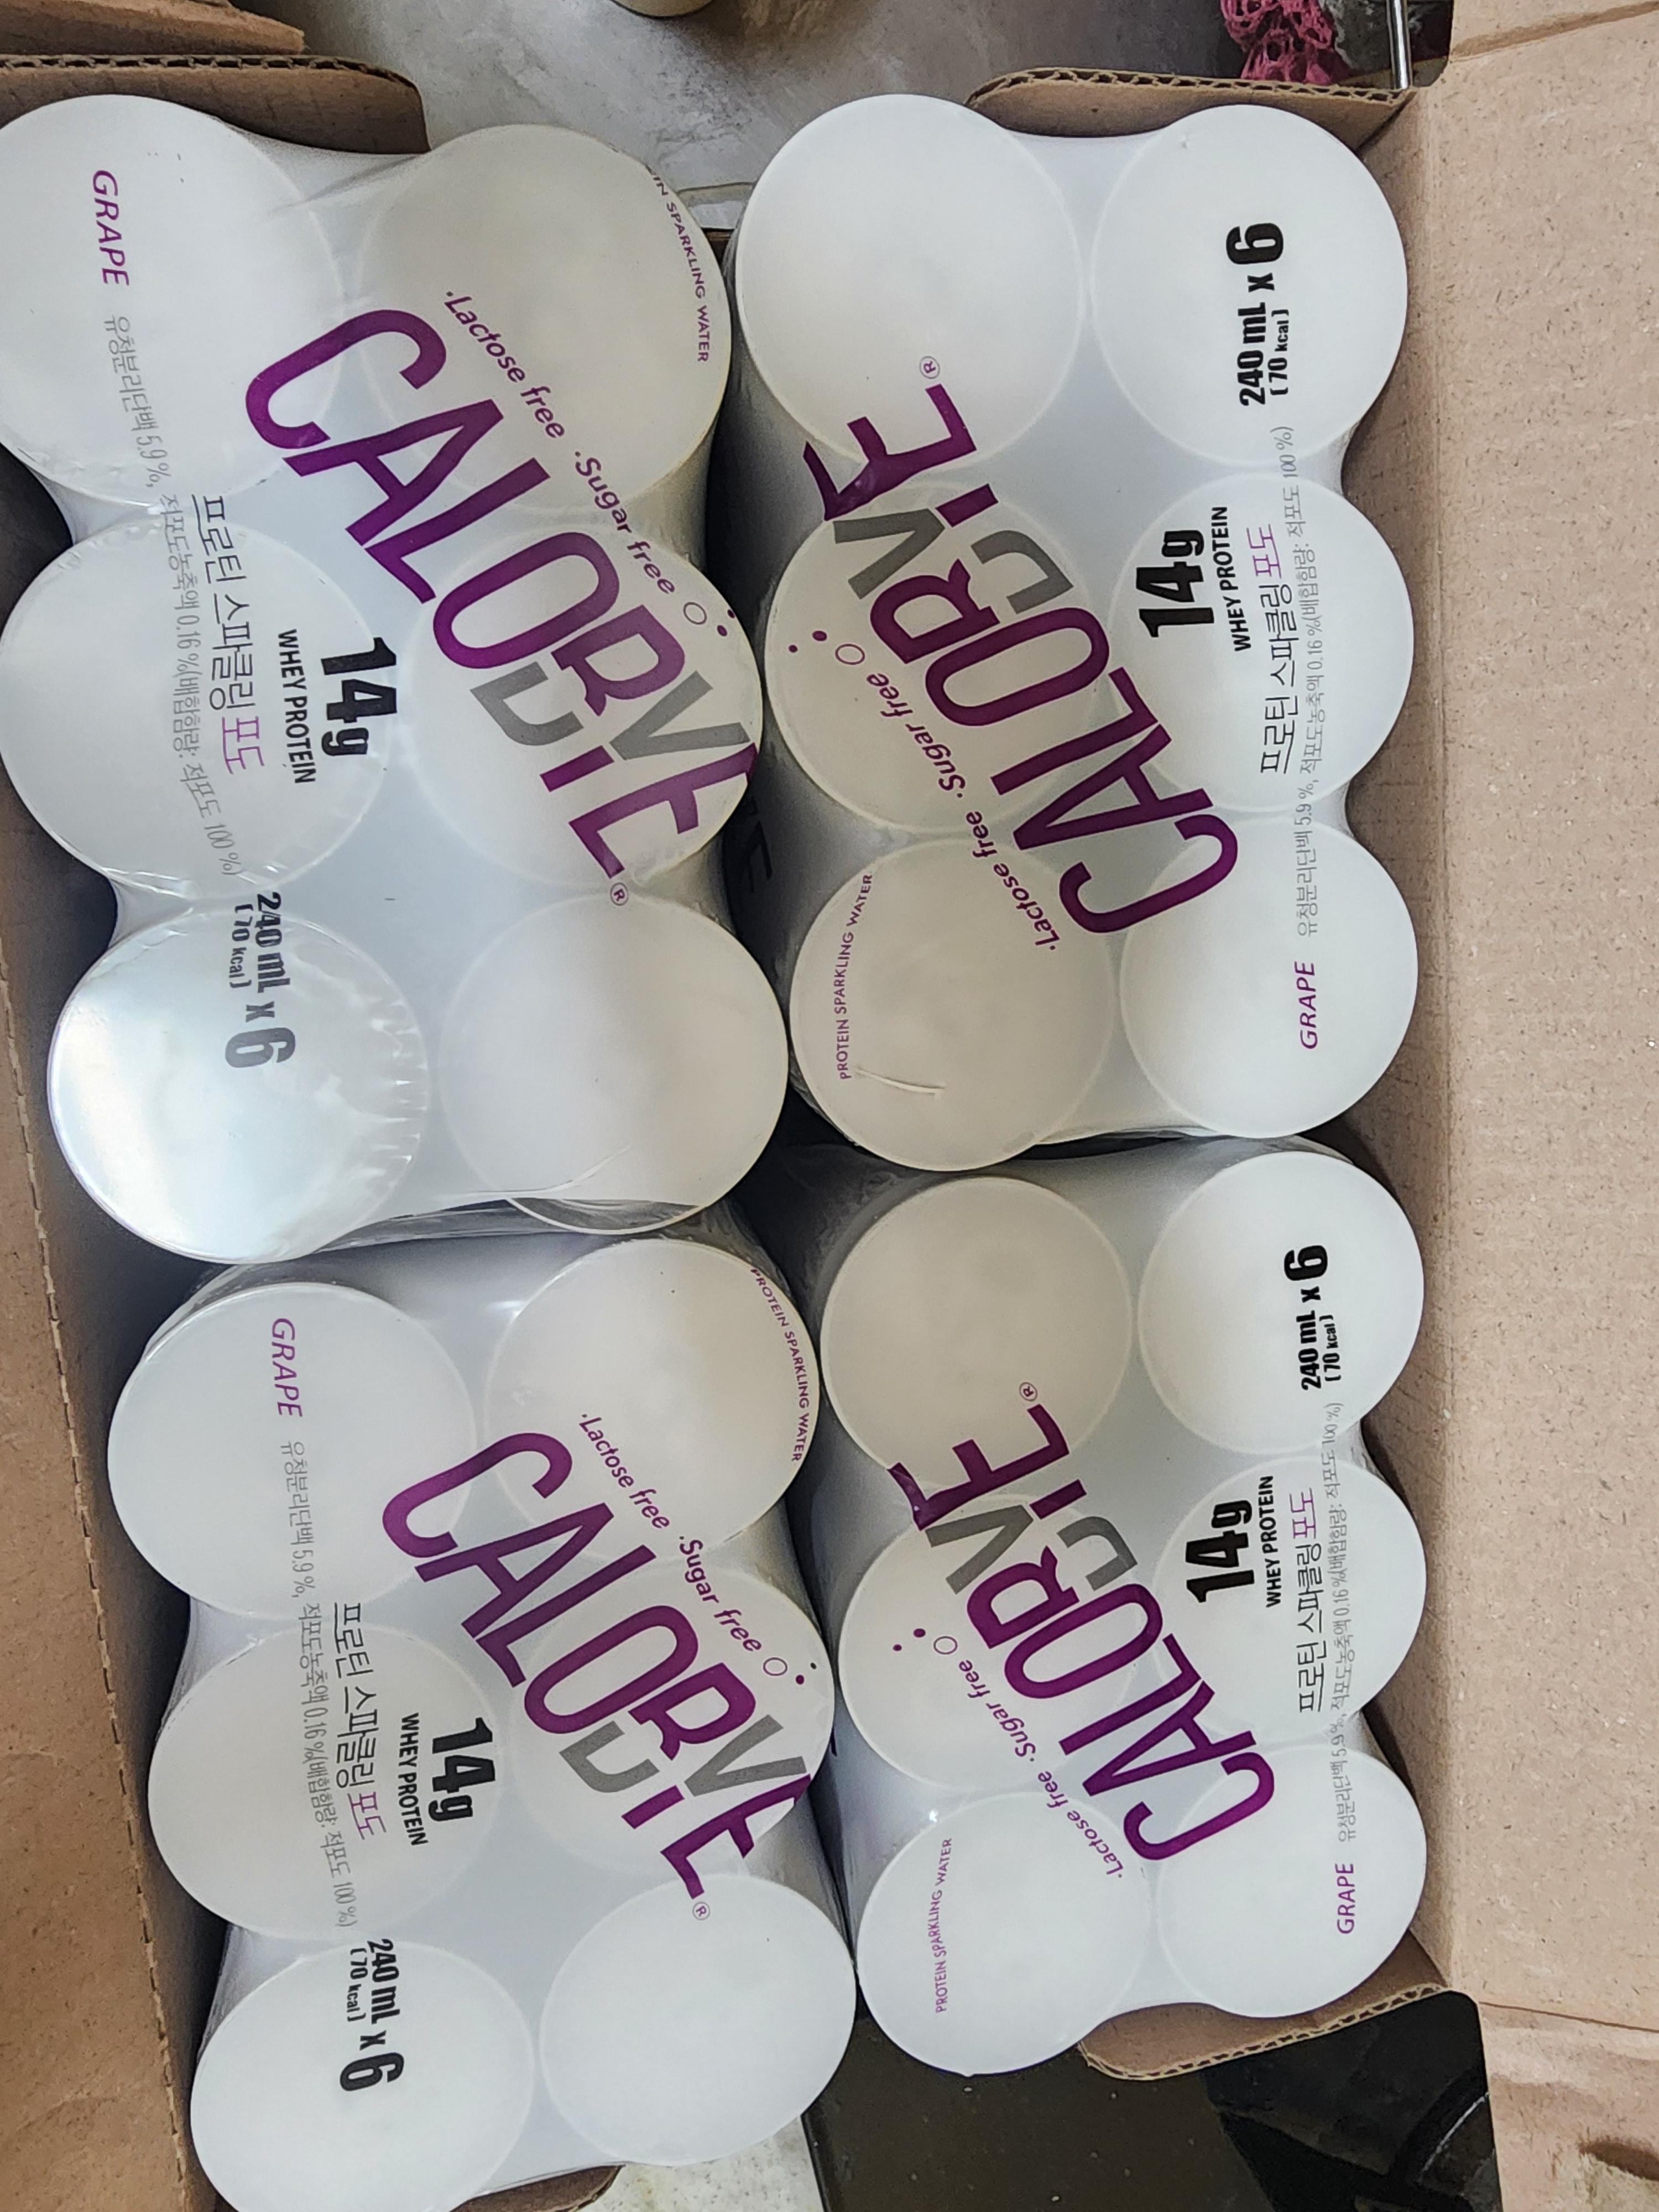 IN SPARKLING WATER
·Lactose free ·Sugar free
CALOBYE®
14g
WHEY PROTEIN
프로틴 스파클링 포도
GRAPE 유청분리단백 5.9 %, 적포도농축액 0.16 %(배합함량: 적포도 100 %)
240 mL x 6
(70 kcal)
PROTEIN SPARKLING WATER
·Lactose free ·Sugar free
CALOBYE®
14g
WHEY PROTEIN
프로틴 스파클링 포도
GRAPE 유청분리단백 5.9 %, 적포도농축액 0.16 %(배합함량: 적포도 100 %)
240 mL x 6
(70 kcal)
PROTEIN SPARKLING WATER
·Lactose free ·Sugar free
CALOBYE®
14g
WHEY PROTEIN
프로틴 스파클링 포도
GRAPE 유청분리단백 5.9 %, 적포도농축액 0.16 %(배합함량: 적포도 100 %)
240 mL x 6
(70 kcal)
PROTEIN SPARKLING WATER
·Lactose free ·Sugar free
CALOBYE®
14g
WHEY PROTEIN
프로틴 스파클링 포도
GRAPE 유청분리단백 5.9 %, 적포도농축액 0.16 %(배합함량: 적포도 100 %)
240 mL x 6
(70 kcal)